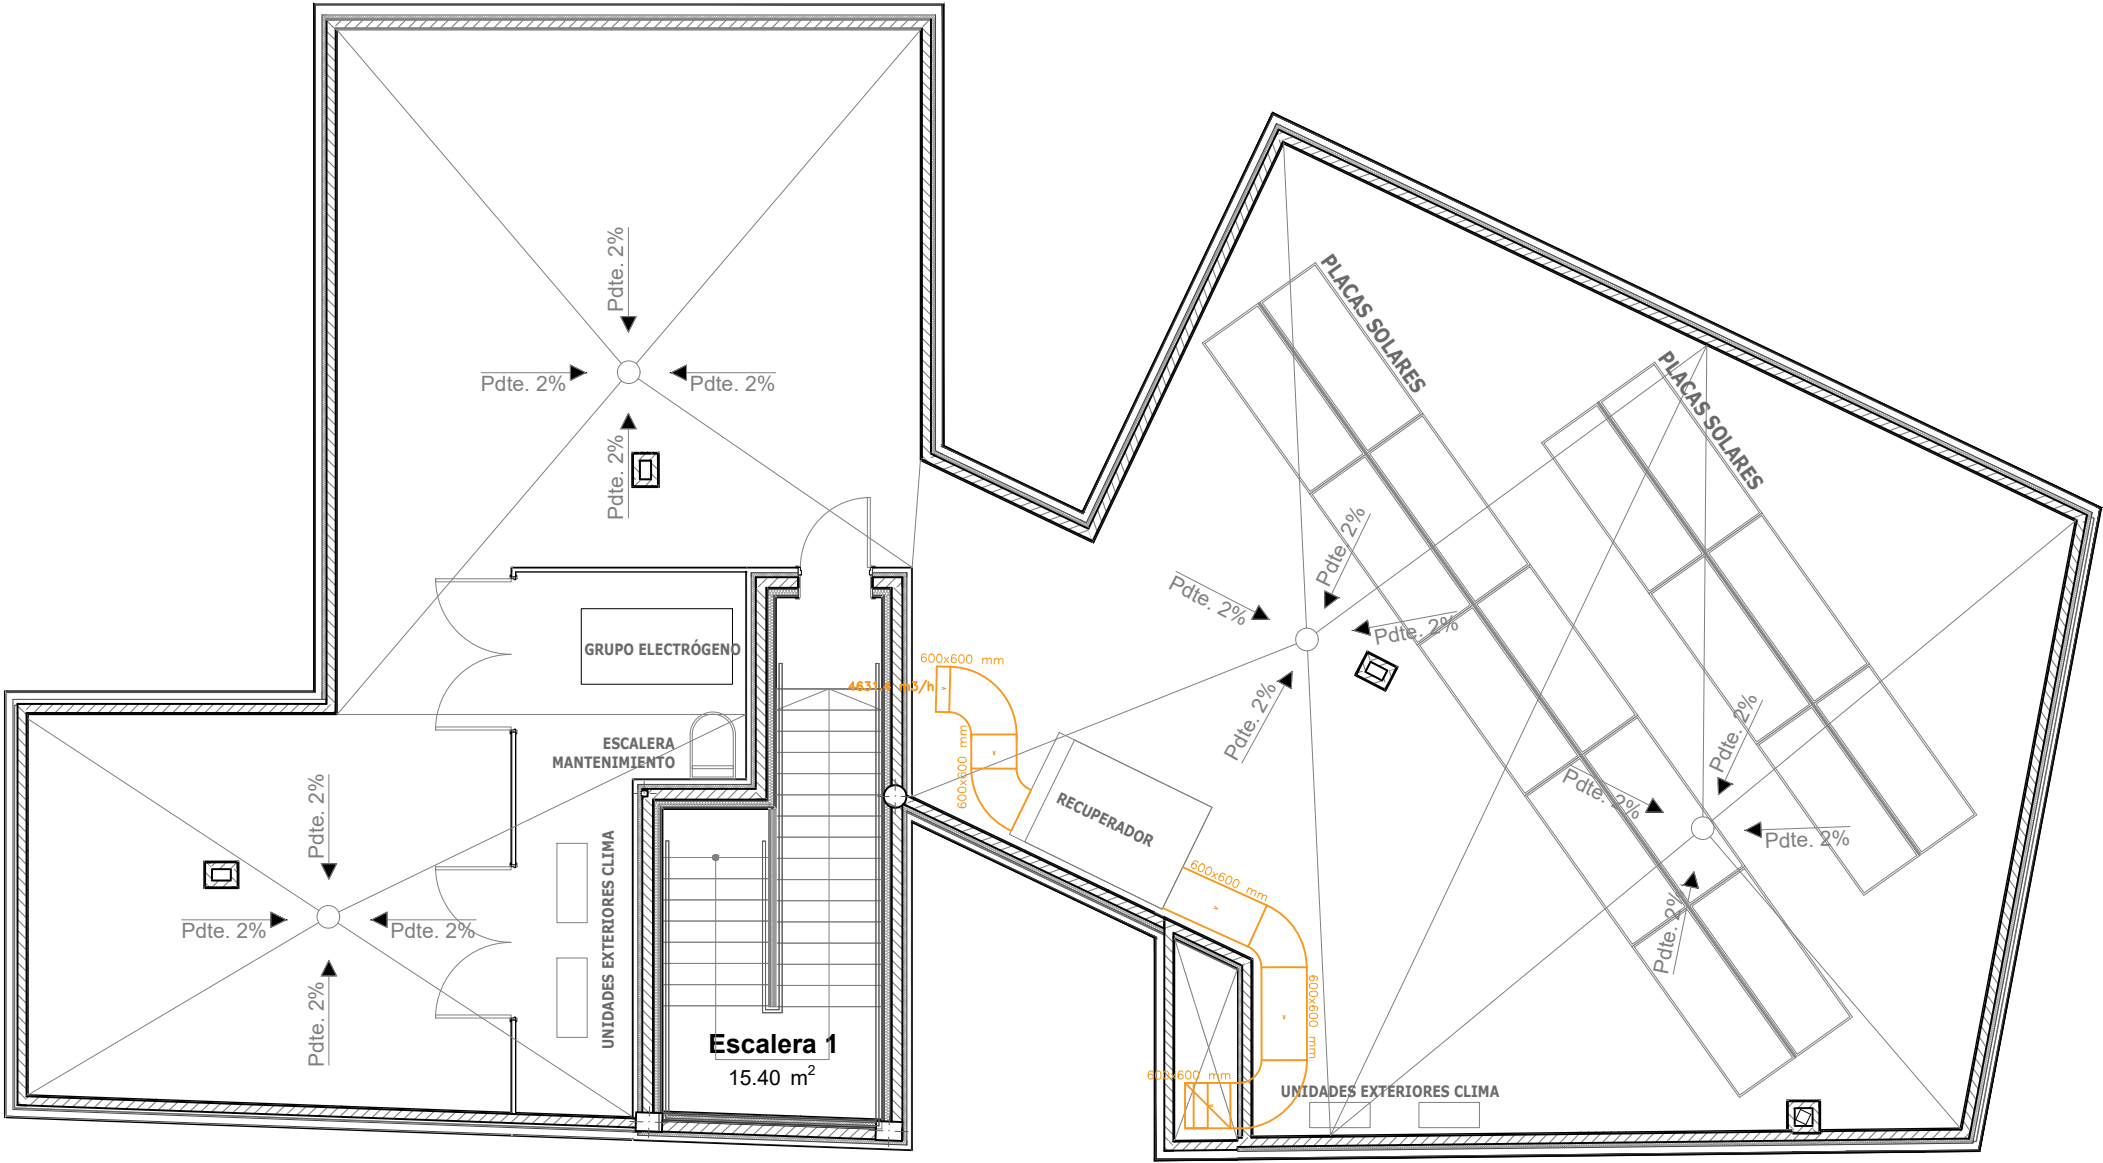 Pdte. 2%
Pdte. 2%
Pdte. 2%
Pdte. 2%
PLACAS SOLARES
PLACAS SOLARES
Pdte. 2%
Pdte. 2%
Pdte. 2%
Pdte. 2%
GRUPO ELECTRÓGENO
600x600 mm
4631.4 m3/h
600x600 mm
ESCALERA
MANTENIMIENTO
RECUPERADOR
Pdte. 2%
Pdte. 2%
Pdte. 2%
Pdte. 2%
Pdte. 2%
Pdte. 2%
Pdte. 2%
Pdte. 2%
UNIDADES EXTERIORES CLIMA
600x600 mm
600x600 mm
Escalera 1
15.40 m²
600x600 mm
UNIDADES EXTERIORES CLIMA